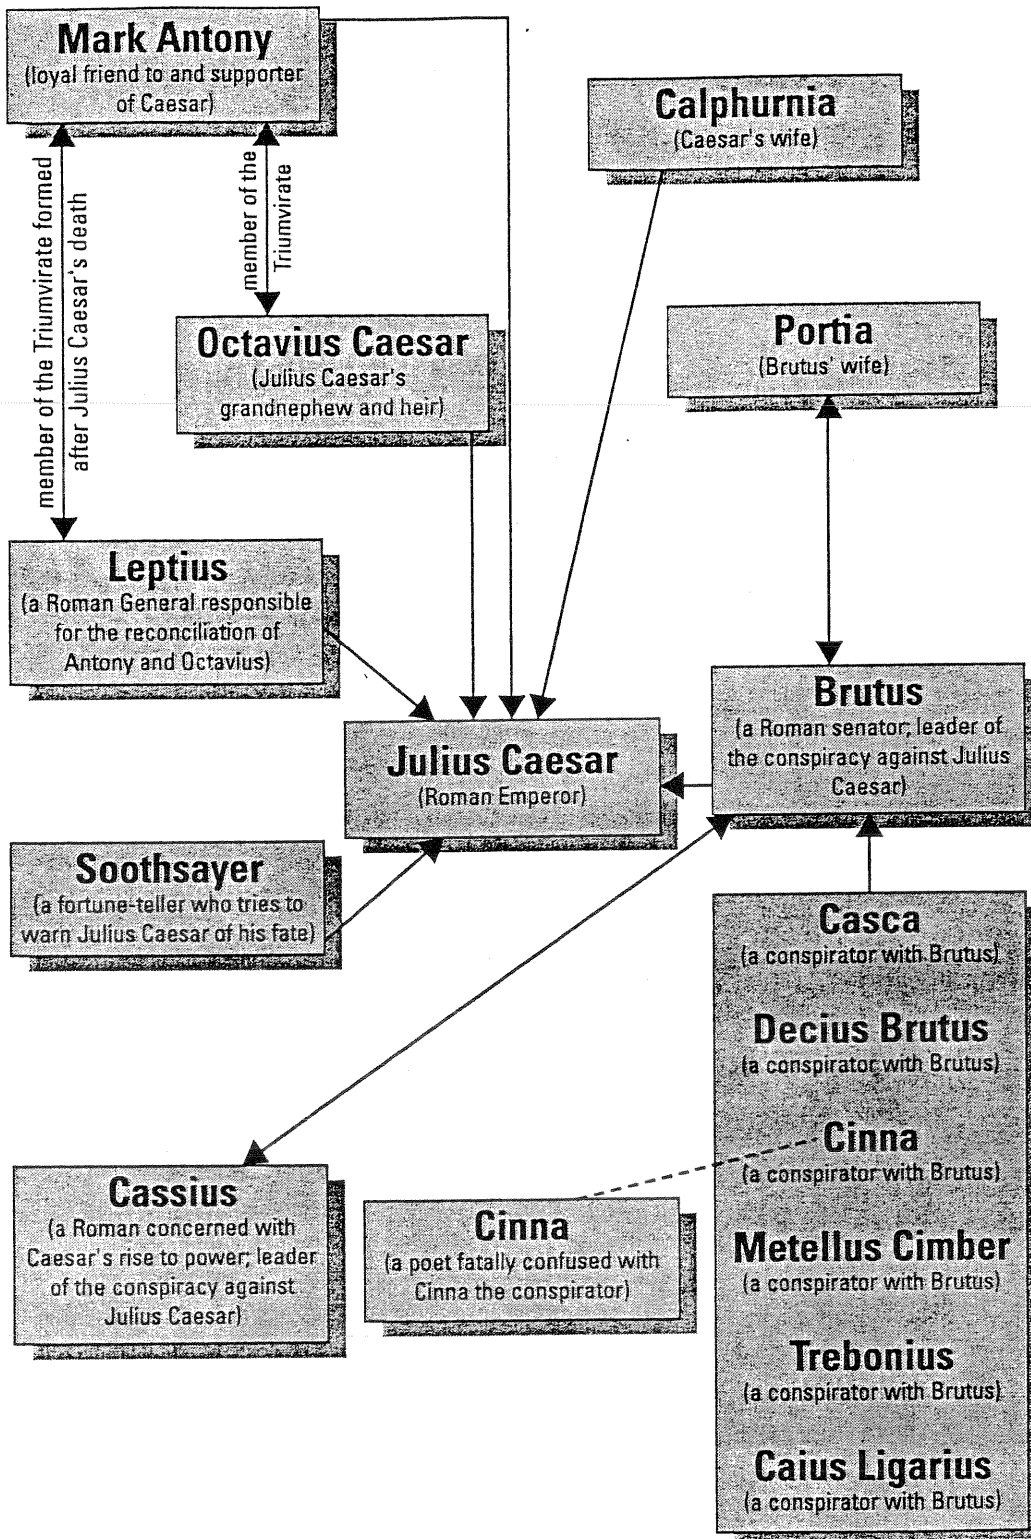 Mark Antony
(loyal friend to and supporter
of Caesar)
Calphurnia
(Caesar's wife)
member of the Triumvirate formed
after Julius Caesar's death
member of the
Triumvirate
Octavius Caesar
(Julius Caesar's
grandnephew and heir)
Portia
(Brutus' wife)
Leptius
(a Roman General responsible
for the reconciliation of
Antony and Octavius)
Brutus
(a Roman senator; leader of
the conspiracy against Julius
Caesar)
Julius Caesar
(Roman Emperor)
Soothsayer
(a fortune-teller who tries to
warn Julius Caesar of his fate)
Casca
(a conspirator with Brutus)
Decius Brutus
(a conspirator with Brutus)
Cinna
(a conspirator with Brutus)
Metellus Cimber
(a conspirator with Brutus)
Trebonius
(a conspirator with Brutus)
Caius Ligarius
(a conspirator with Brutus)
Cassius
(a Roman concerned with
Caesar's rise to power; leader
of the conspiracy against
Julius Caesar)
Cinna
(a poet fatally confused with
Cinna the conspirator)